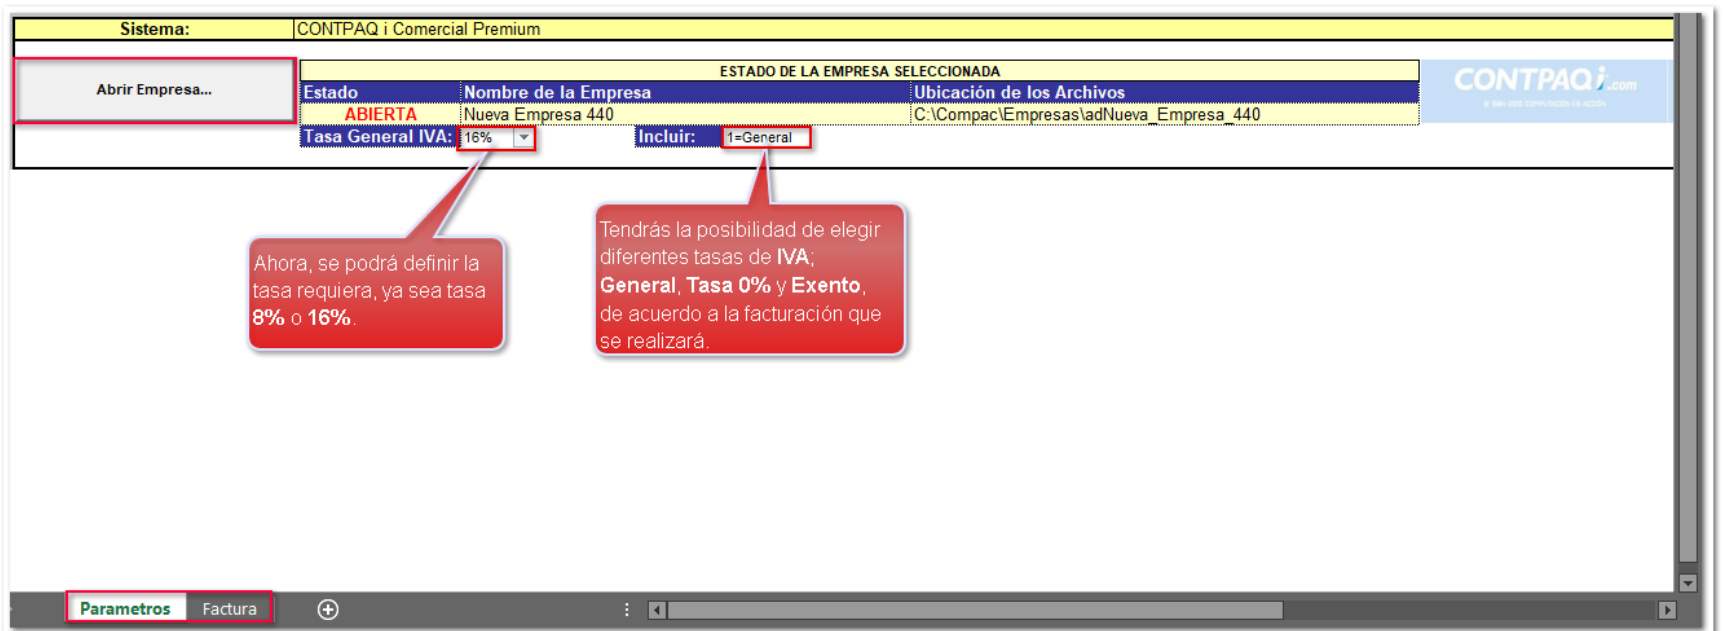 Sistema: CONTPAQ i Comercial Premium
Abrir Empresa...
ESTADO DE LA EMPRESA SELECCIONADA
Estado Nombre de la Empresa Ubicación de los Archivos
ABIERTA Nueva Empresa 440 C:\Compac\Empresas\adNueva_Empresa_440
Tasa General IVA: 16% Incluir: 1=General
CONTPAQ i.com
Ahora, se podrá definir la
tasa requiera, ya sea tasa
8% o 16%.
Tendrás la posibilidad de elegir
diferentes tasas de IVA;
General, Tasa 0% y Exento,
de acuerdo a la facturación que
se realizará.
Parametros Factura